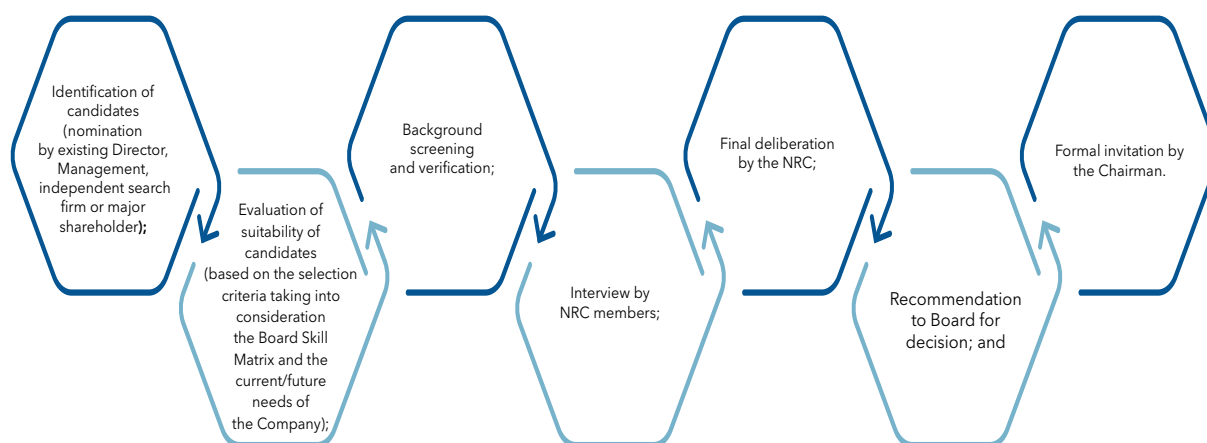 Identification of
candidates
(nomination
by existing Director,
Management,
independent search
firm or major
shareholder);
Evaluation of
suitability of
candidates
(based on the selection
criteria taking into
consideration
the Board Skill
Matrix and the
current/future
needs of
the Company);
Background
screening
and verification;
Interview by
NRC members;
Final deliberation
by the NRC;
Recommendation
to Board for
decision; and
Formal invitation by
the Chairman.